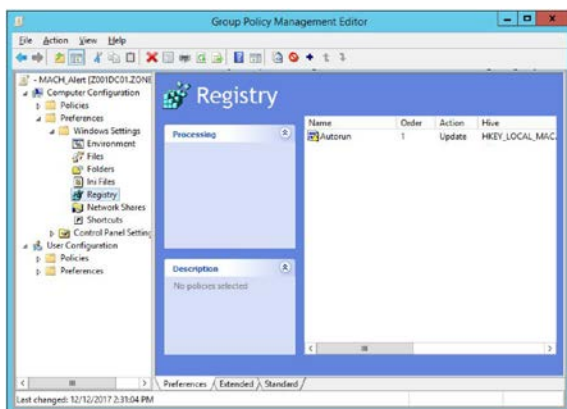 Group Policy Management Editor
File Action View Help
- MACH_Alert [Z001DC01.ZONE
Computer Configuration
Policies
Preferences
Windows Settings
Environment
Files
Folders
Ini Files
Registry
Network Shares
Shortcuts
Control Panel Setting
User Configuration
Policies
Preferences
Registry
Processing
Description
No policies selected
Name Order Action Hive
Autorun 1 Update HKEY_LOCAL_MAC
Preferences Extended Standard
Last changed: 12/12/2017 2:31:04 PM